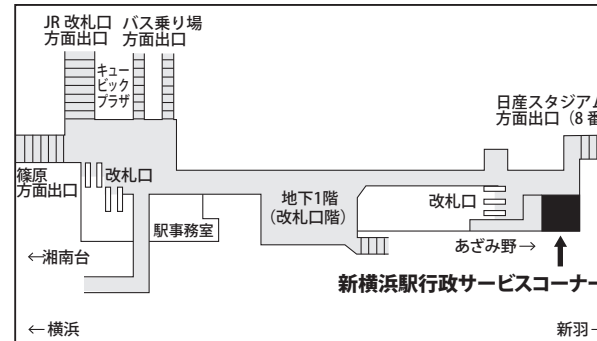 JR 改札口
方面出口
バス乗り場
方面出口
キュー
ビック
プラザ
日産スタジアム
方面出口(8 番
篠原
方面出口
改札口
駅事務室
地下1階
(改札口階)
改札口
←湘南台
あざみ野→
新横浜駅行政サービスコーナー
←横浜
新羽→